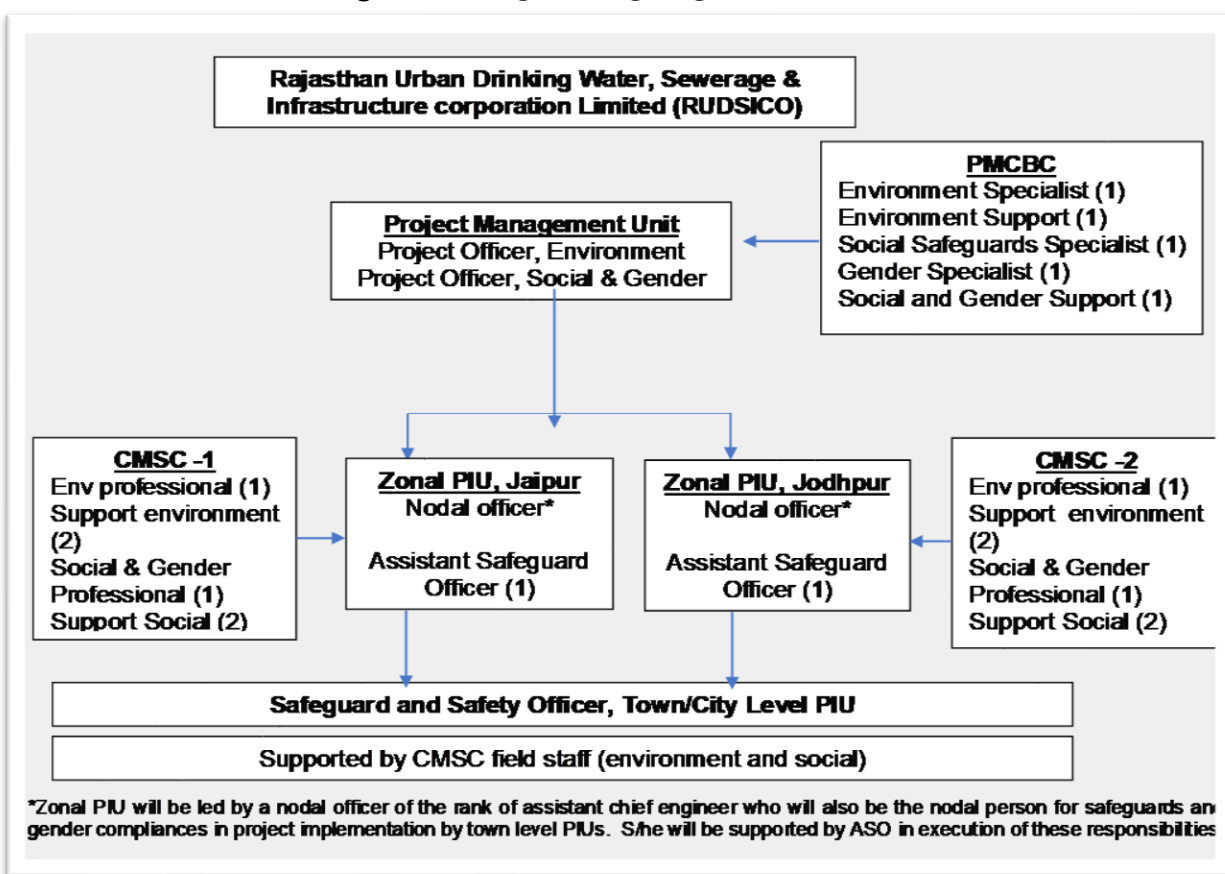 Rajasthan Urban Drinking Water, Sewerage &
Infrastructure corporation Limited (RUDSICO)
PMCBC
Environment Specialist (1)
Environment Support (1)
Social Safeguards Specialist (1)
Gender Specialist (1)
Social and Gender Support (1)
Project Management Unit
Project Officer, Environment
Project Officer, Social & Gender
CMSC -1
Env professional (1)
Support environment
(2)
Social & Gender
Professional (1)
Support Social (2)
Zonal PIU, Jaipur
Nodal officer*
Assistant Safeguard
Officer (1)
Zonal PIU, Jodhpur
Nodal officer*
Assistant Safeguard
Officer (1)
CMSC -2
Env professional (1)
Support environment
(2)
Social & Gender
Professional (1)
Support Social (2)
Safeguard and Safety Officer, Town/City Level PIU
Supported by CMSC field staff (environment and social)
*Zonal PIU will be led by a nodal officer of the rank of assistant chief engineer who will also be the nodal person for safeguards
gender compliances in project implementation by town level PIUs. S/he will be supported by ASO in execution of these responsibilities